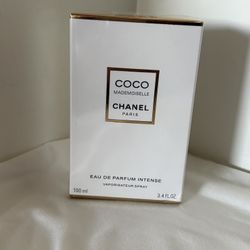 COCO
MADEMOISELLE
CHANEL
PARIS
EAU DE PARFUM INTENSE
VAPORISATEUR SPRAY
100 ml 3.4 FL.OZ